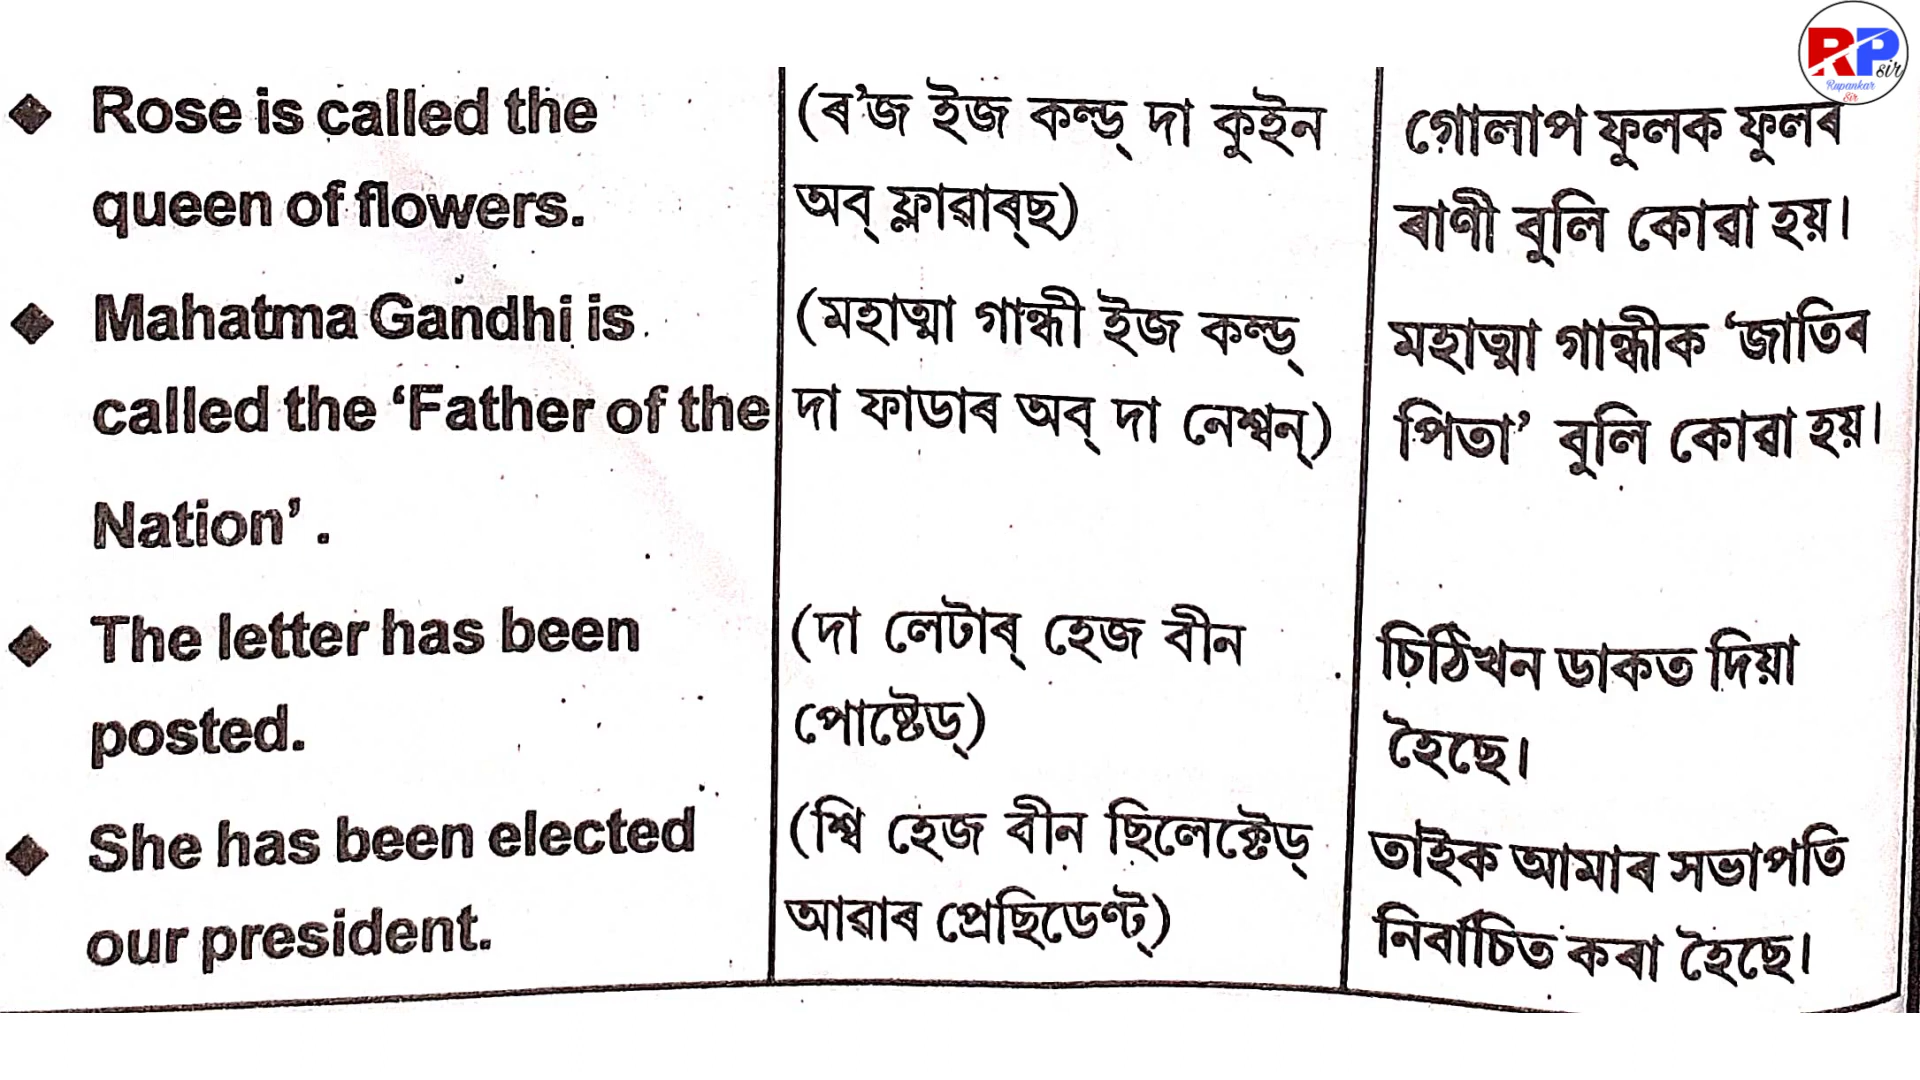 RP
sir
Rupankar
Sir
◆ Rose is called the
queen of flowers.
(ৰ'জ ইজ কল্ড্ দা কুইন
অব্ ফ্লাৱাৰ্ছ)
গোলাপ ফুলক ফুলৰ
ৰাণী বুলি কোৱা হয়।
◆ Mahatma Gandhi is
called the ‘Father of the
Nation’ .
(মহাত্মা গান্ধী ইজ কল্ড্
দা ফাডাৰ অব্ দা নেশ্বন্)
মহাত্মা গান্ধীক ‘জাতিৰ
পিতা’ বুলি কোৱা হয়।
◆ The letter has been
posted.
(দা লেটাৰ্ হেজ বীন
পোষ্টেড্)
চিঠিখন ডাকত দিয়া
হৈছে।
◆ She has been elected
our president.
(শ্বি হেজ বীন ছিলেক্টেড্
আৱাৰ প্ৰেছিডেণ্ট্)
তাইক আমাৰ সভাপতি
নিৰ্বাচিত কৰা হৈছে।